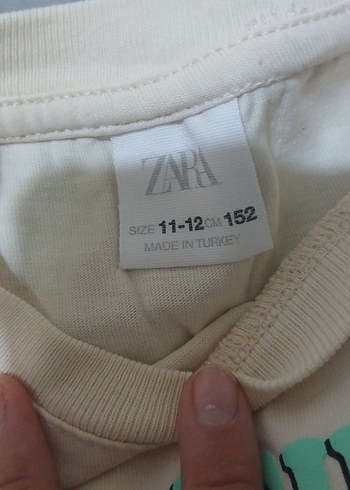 ZARA
SIZE 11-12 CM 152
MADE IN TURKEY